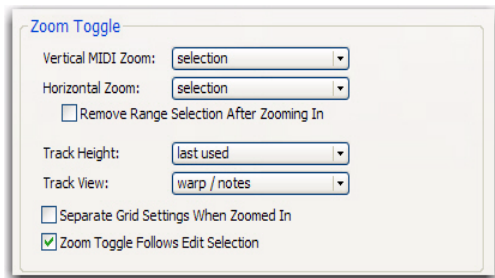 Zoom Toggle
Vertical MIDI Zoom: selection
Horizontal Zoom: selection
Remove Range Selection After Zooming In
Track Height: last used
Track View: warp / notes
Separate Grid Settings When Zoomed In
Zoom Toggle Follows Edit Selection